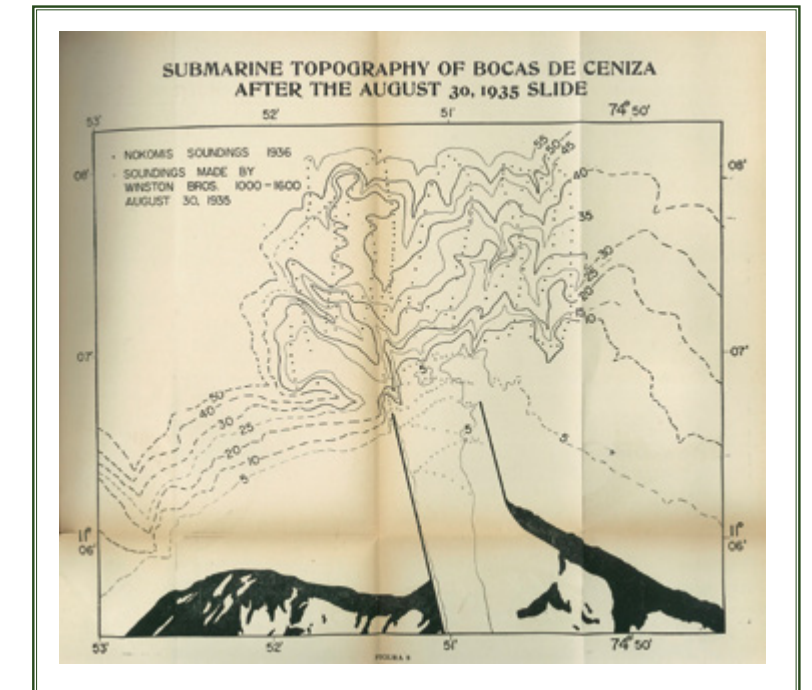 SUBMARINE TOPOGRAPHY OF BOCAS DE CENIZA
AFTER THE AUGUST 30, 1935 SLIDE
53' 52' 51' 74° 50'
• NOKOMIS SOUNDINGS 1936
. SOUNDINGS MADE BY
WINSTON BROS. 1000-1600
AUGUST 30, 1935
55
50
45
08' 08'
40
35
30
25
20
15 10
07' 07'
5
50
40
30 25
5
20
10
5
5
11° 11°
06' 06'
53' 52' 51' 74° 50'